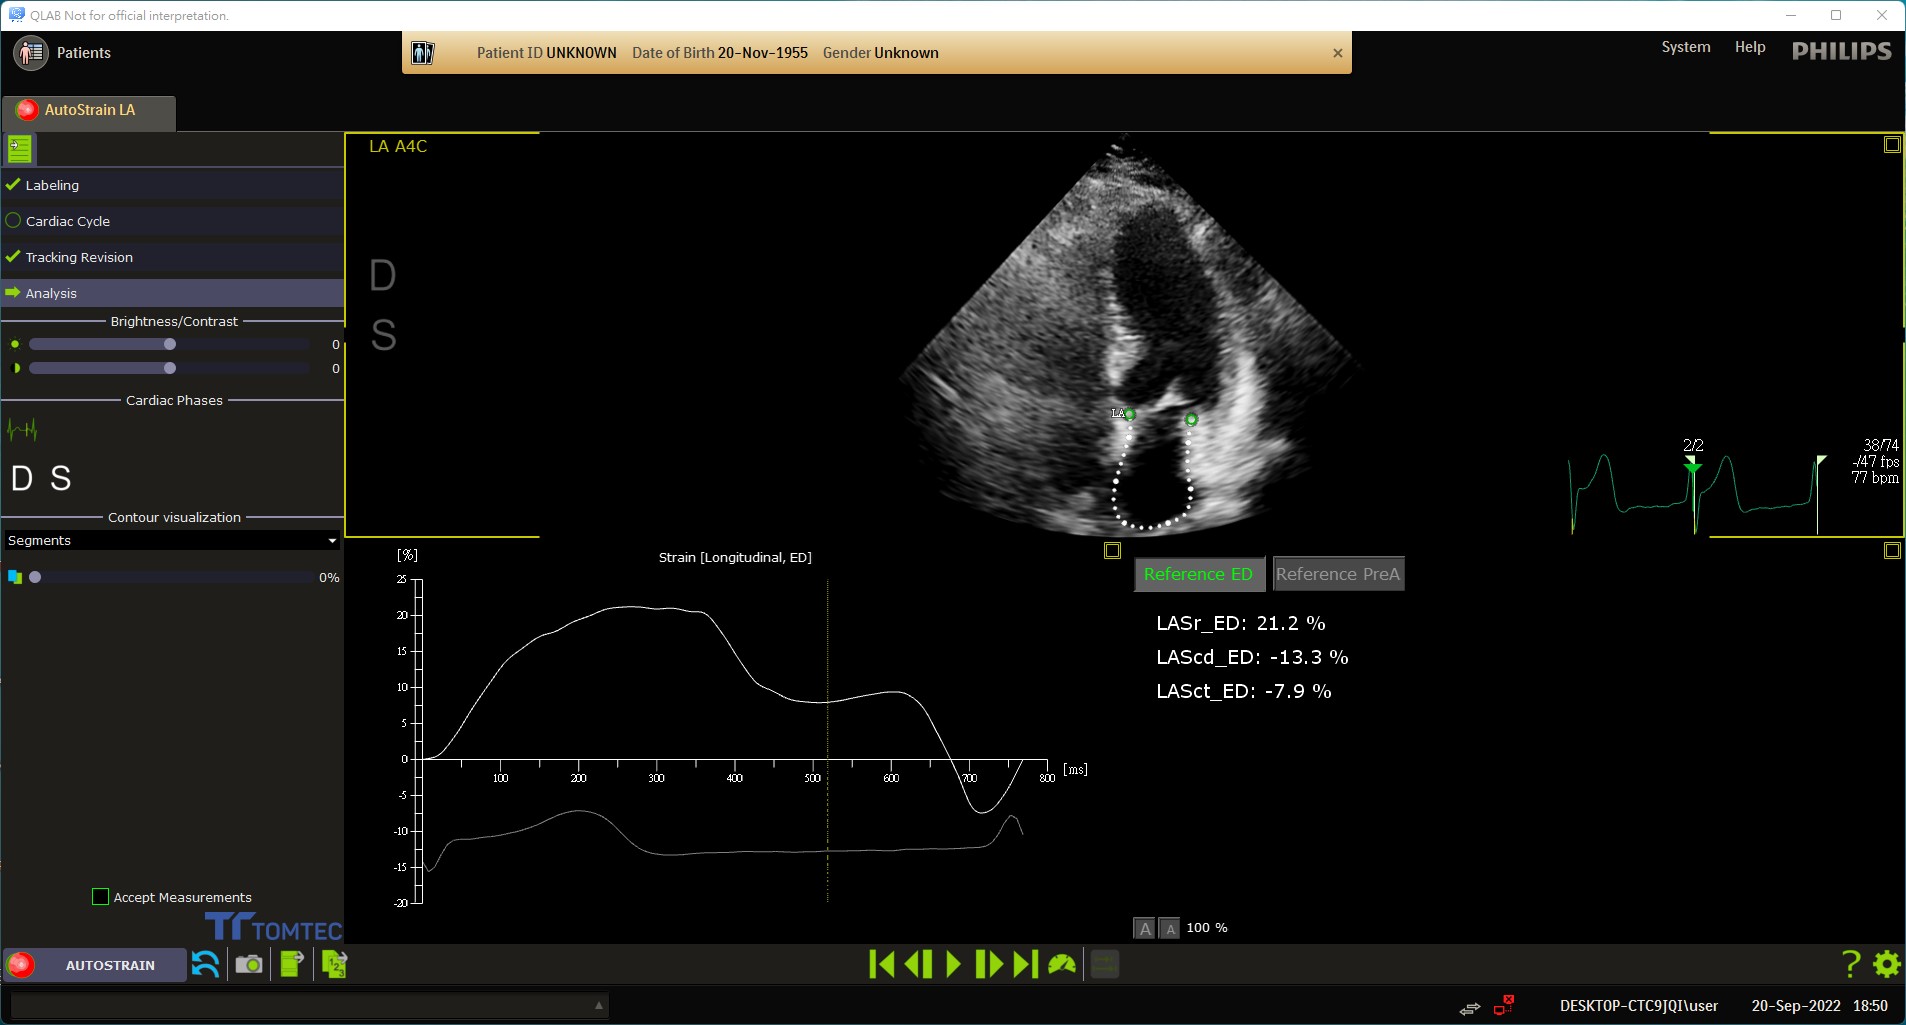 QLAB Not for official interpretation.
Patients
Patient ID UNKNOWN Date of Birth 20-Nov-1955 Gender Unknown
System Help PHILIPS
AutoStrain LA
Labeling
Cardiac Cycle
Tracking Revision
Analysis
Brightness/Contrast
0
0
Cardiac Phases
D S
Contour visualization
Segments
0%
Accept Measurements
TOMTEC
AUTOSTRAIN
LA A4C
D
S
LA
2/2
38/74
-/47 fps
77 bpm
[%]
Strain [Longitudinal, ED]
25
20
15
10
5
0
-5
-10
-15
-20
100 200 300 400 500 600 700 800 [ms]
Reference ED Reference PreA
LASr_ED: 21.2 %
LAScd_ED: -13.3 %
LASct_ED: -7.9 %
A A 100 %
1 2 3
?
DESKTOP-CTC9JQI\user 20-Sep-2022 18:50